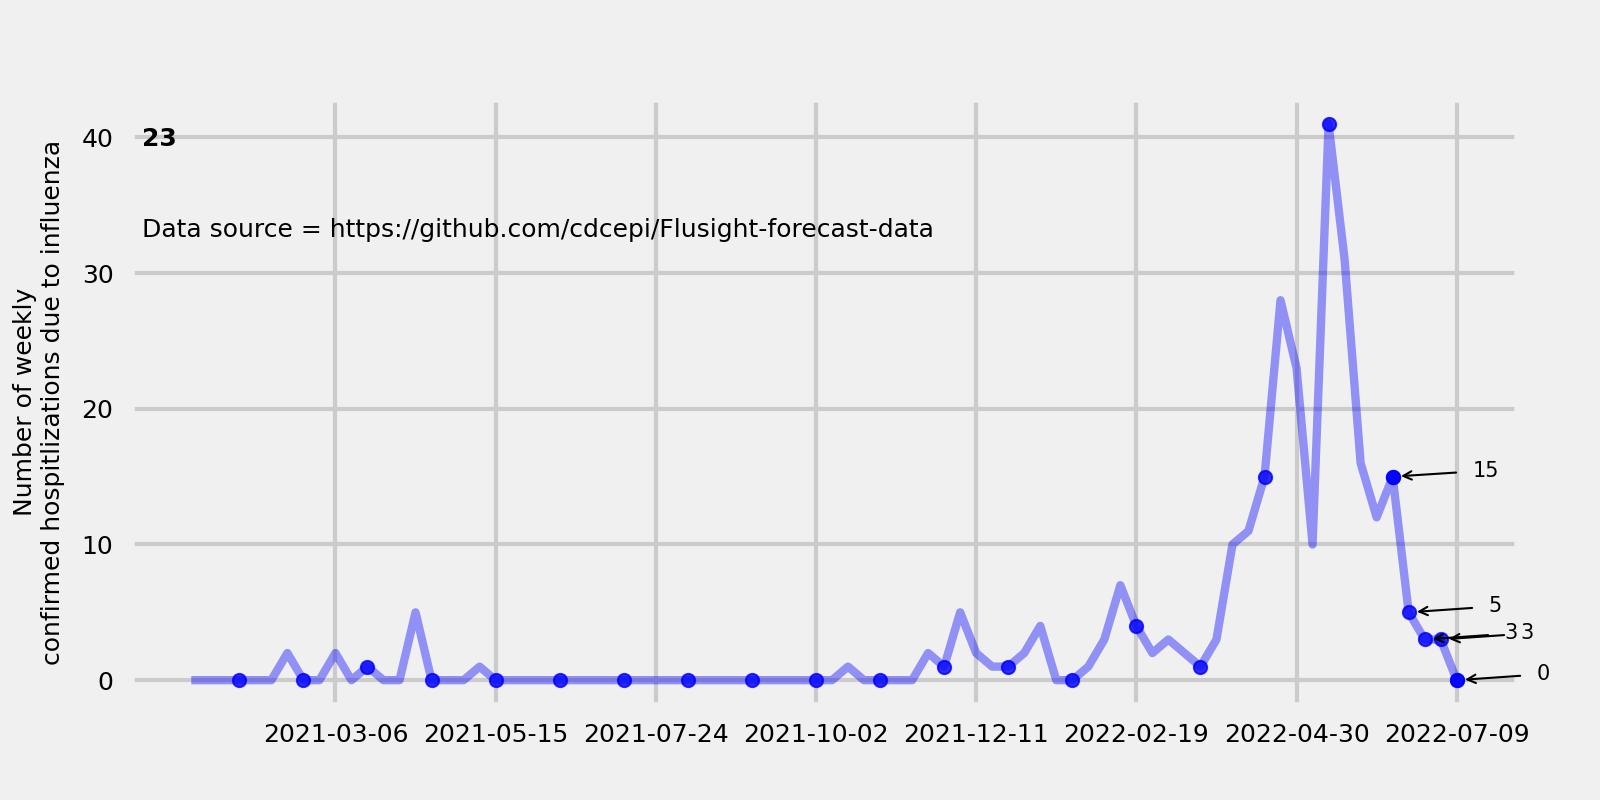 40
23
Data source = https://github.com/cdcepi/Flusight-forecast-data
30
20
10
0
Number of weekly
confirmed hospitlizations due to influenza
15
5
3 3
0
2021-03-06 2021-05-15 2021-07-24 2021-10-02 2021-12-11 2022-02-19 2022-04-30 2022-07-09